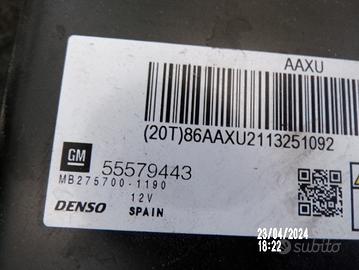 AAXU
(20T)86AAXU2113251092
GM
55579443
MB275700-1190
12V
DENSO
SPAIN
23/04/2024
18:22
subito